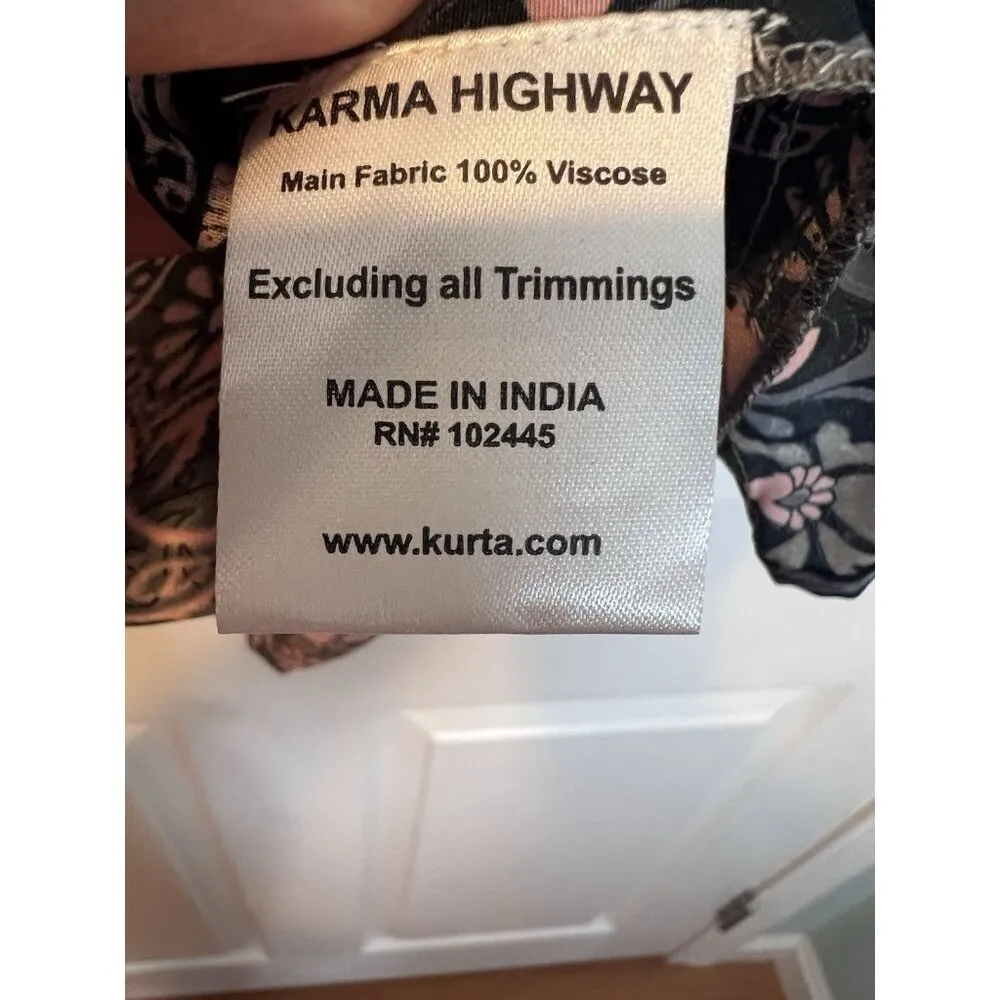 KARMA HIGHWAY
Main Fabric 100% Viscose
Excluding all Trimmings
MADE IN INDIA
RN# 102445
www.kurta.com